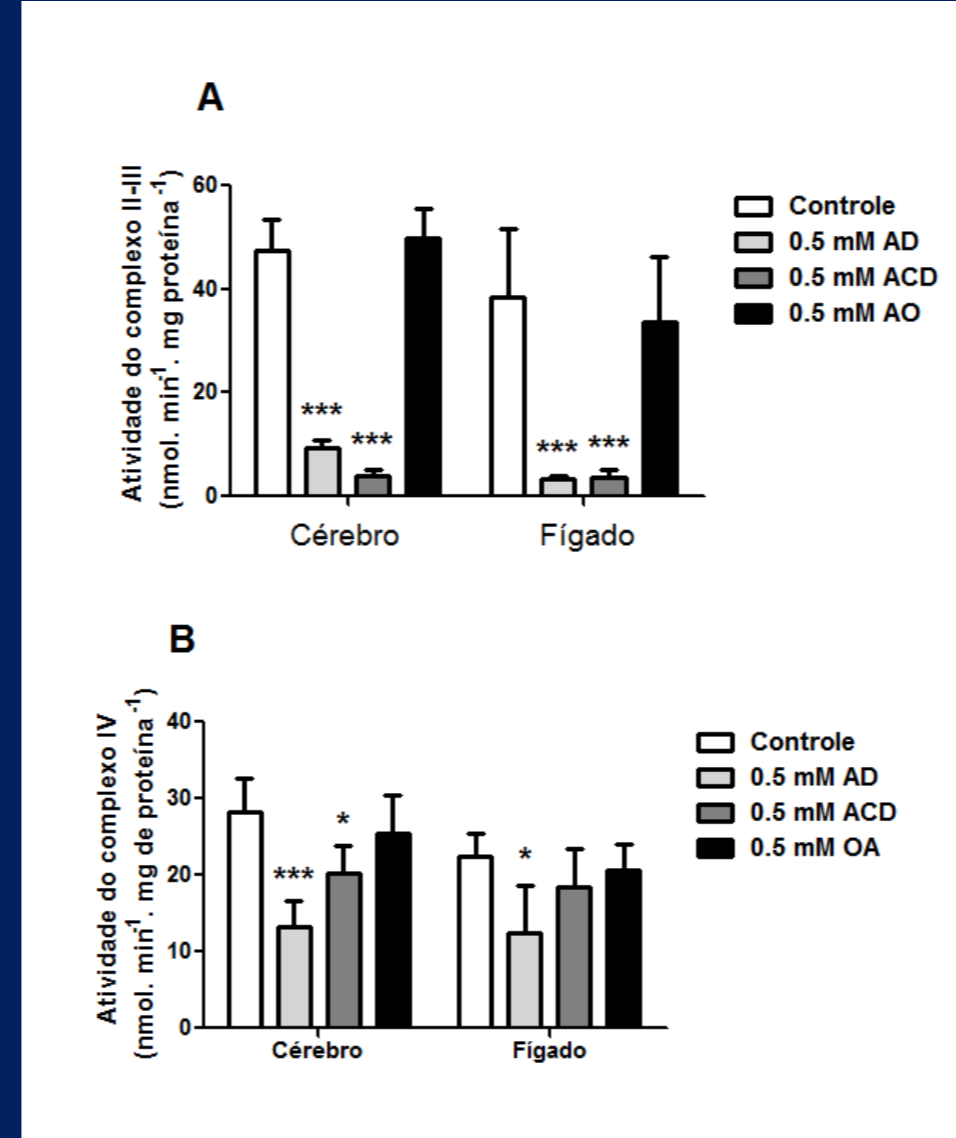 A
Atividade do complexo II-III
(nmol. min-1. mg proteína -1)
60
40
20
0
***
***
***
***
Cérebro
Fígado
Controle
0.5 mM AD
0.5 mM ACD
0.5 mM AO
B
Atividade do complexo IV
(nmol. min-1. mg de proteína -1)
40
30
20
10
0
***
*
*
Cérebro
Fígado
Controle
0.5 mM AD
0.5 mM ACD
0.5 mM OA